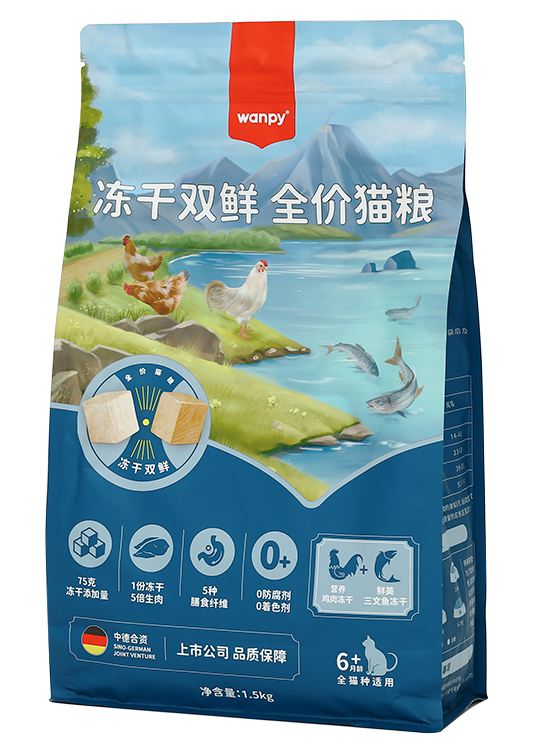 wanpy®
冻干双鲜 全价猫粮
全价猫粮
冻干双鲜
75克
冻干添加量
1份冻干
5倍生肉
5种
膳食纤维
0+
0防腐剂
0着色剂
营养
鸡肉冻干
+
鲜美
三文鱼冻干
中德合资
SINO-GERMAN
JOINT VENTURE
上市公司 品质保障
6+
月龄
全猫种适用
净含量:1.5kg